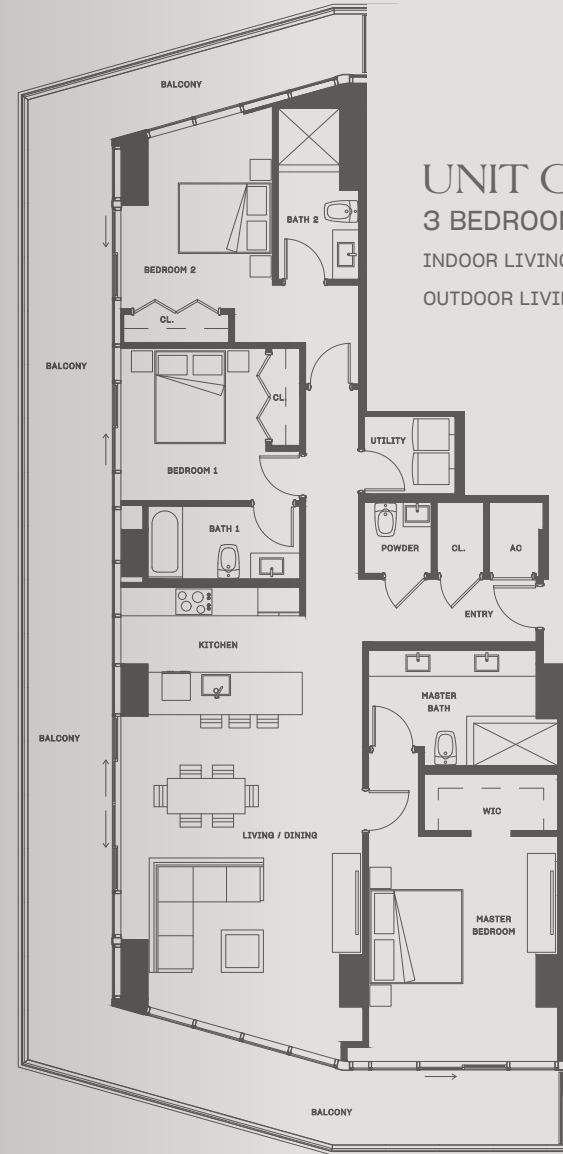 BALCONY
UNIT
3 BEDROOM
INDOOR LIVING
OUTDOOR
BATH 2
BEDROOM 2
CL.
BALCONY
CL.
UTILITY
BEDROOM 1
BATH 1
POWDER
CL.
AC
ENTRY
KITCHEN
MASTER
BATH
BALCONY
WIC
LIVING / DINING
MASTER
BEDROOM
BALCONY